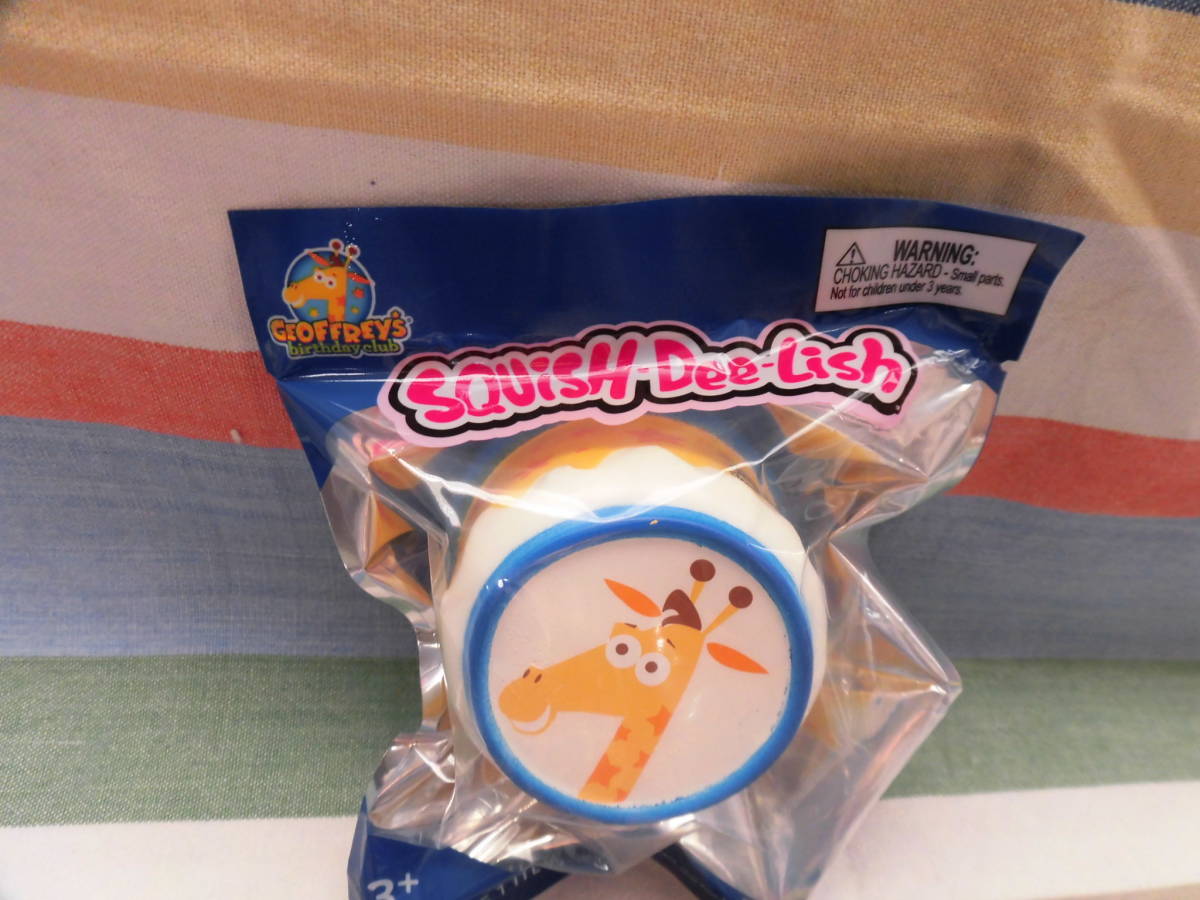 GEOFFREY'S
birthday club
WARNING:
CHOKING HAZARD - Small parts.
Not for children under 3 years.
SQUISH-Dee-Lish
3+